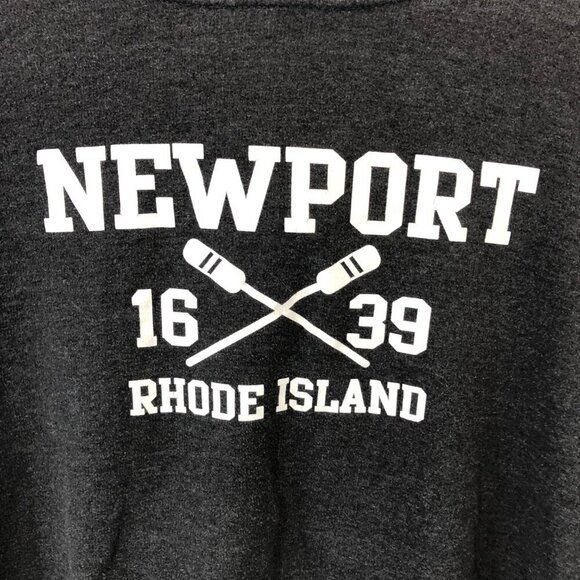 NEWPORT
16 39
RHODE ISLAND